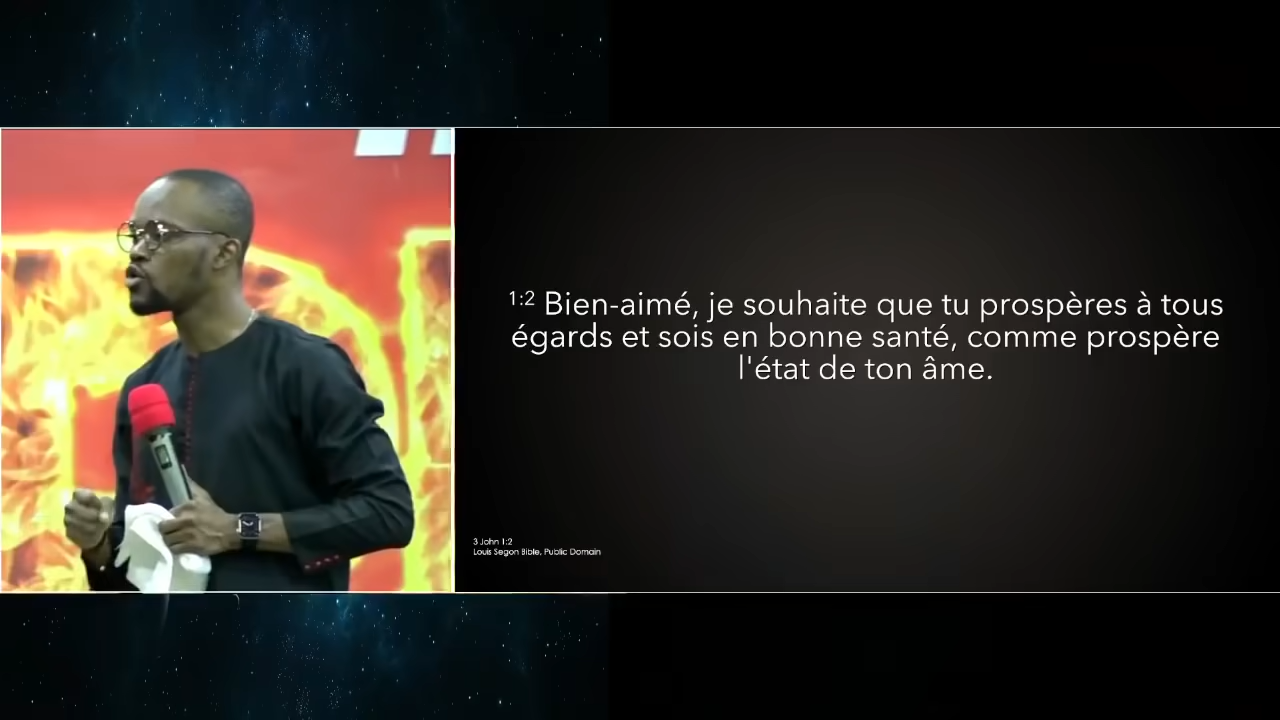 1:2 Bien-aimé, je souhaite que tu prospères à tous
égards et sois en bonne santé, comme prospère
l'état de ton âme.
3 John 1:2
Louis Segon Bible, Public Domain